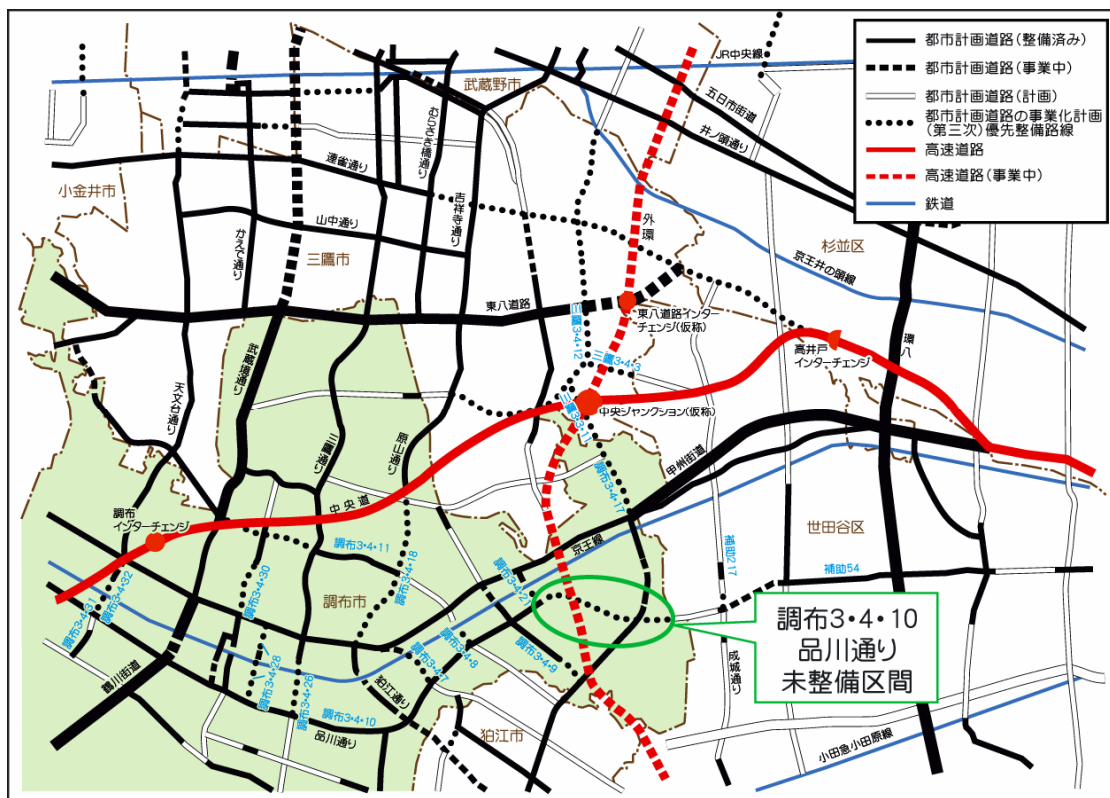 都市計画道路(整備済み)
都市計画道路(事業中)
都市計画道路(計画)
都市計画道路の事業化計画
(第三次)優先整備路線
高速道路
高速道路(事業中)
鉄道
JR中央線
武蔵野市
五日市街道
井ノ頭通り
むらさき橋通り
連雀通り
小金井市
吉祥寺通り
山中通り
かえで通り
三鷹市
外環
杉並区
京王井の頭線
東八道路
東八道路インター
チェンジ(仮称)
三鷹3・4・12
三鷹3・4・3
高井戸
インターチェンジ
環八
武蔵境通り
天文台通り
三鷹通り
原山通り
三鷹3・3・11
中央ジャンクション(仮称)
甲州街道
調布3・4・17
中央道
調布
インターチェンジ
世田谷区
京王線
調布3・4・11
調布3・4・18
調布3・4・30
調布3・4・32
調布3・4・31
調布市
調布3・4・21
補助217
補助54
調布3・4・10
品川通り
未整備区間
鶴川街道
調布3・4・28
調布3・4・26
調布3・4・7
調布3・4・8
調布3・4・9
狛江通り
調布3・4・10
品川通り
狛江市
成城通り
小田急小田原線